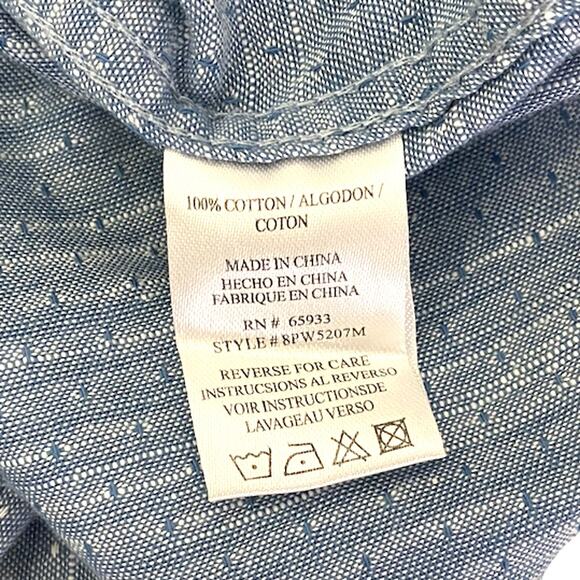 100% COTTON / ALGODON /
COTON
MADE IN CHINA
HECHO EN CHINA
FABRIQUE EN CHINA
RN # 65933
STYLE # 8PW5207M
REVERSE FOR CARE
INSTRUCSIONS AL REVERSO
VOIR INSTRUCTIONSDE
LAVAGEAU VERSO